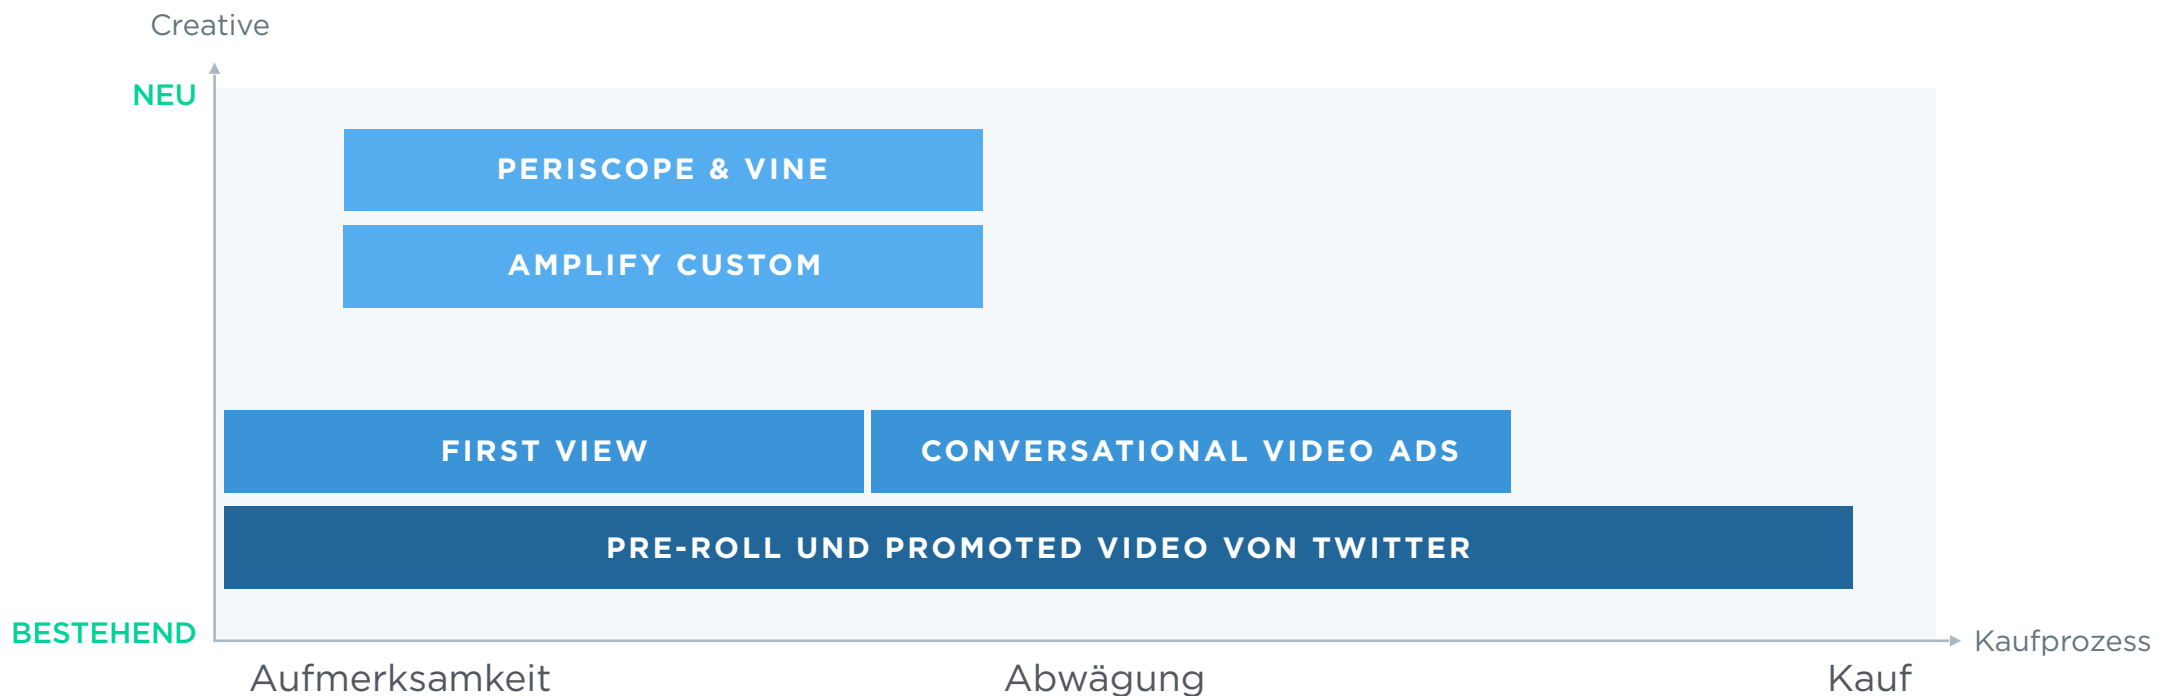 Creative
NEU
PERISCOPE & VINE
AMPLIFY CUSTOM
FIRST VIEW
CONVERSATIONAL VIDEO ADS
PRE-ROLL UND PROMOTED VIDEO VON TWITTER
BESTEHEND
Kaufprozess
Aufmerksamkeit
Abwägung
Kauf